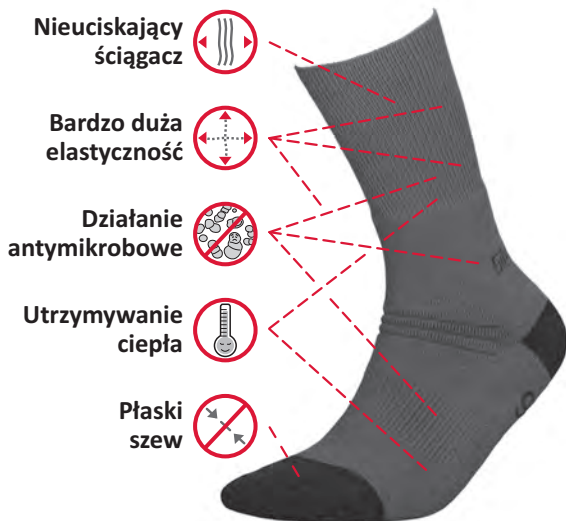 Nieuciskający
ściągacz
Bardzo duża
elastyczność
Działanie
antymikrobowe
Utrzymywanie
ciepła
Płaski
szew